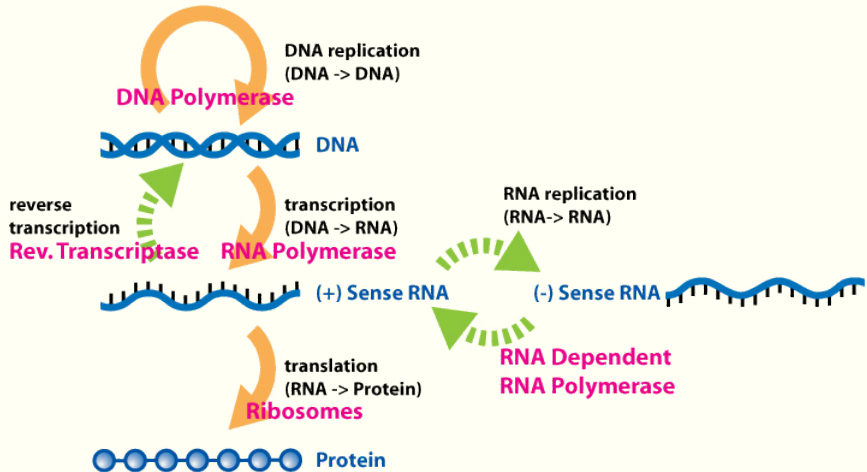 DNA replication
(DNA -> DNA)
DNA Polymerase
DNA
reverse
transcription
Rev. Transcriptase
transcription
(DNA -> RNA)
RNA Polymerase
RNA replication
(RNA-> RNA)
(+) Sense RNA
(-) Sense RNA
RNA Dependent
RNA Polymerase
translation
(RNA -> Protein)
Ribosomes
Protein